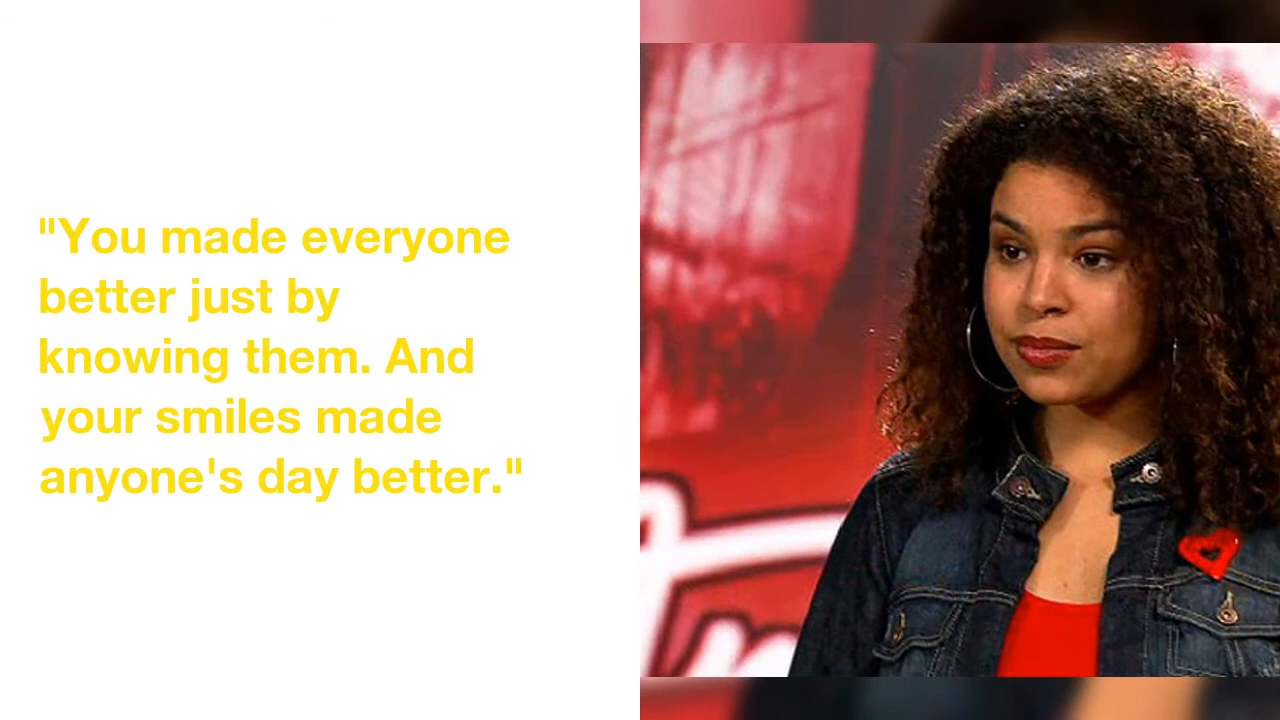 "You made everyone
better just by
knowing them. And
your smiles made
anyone's day better."